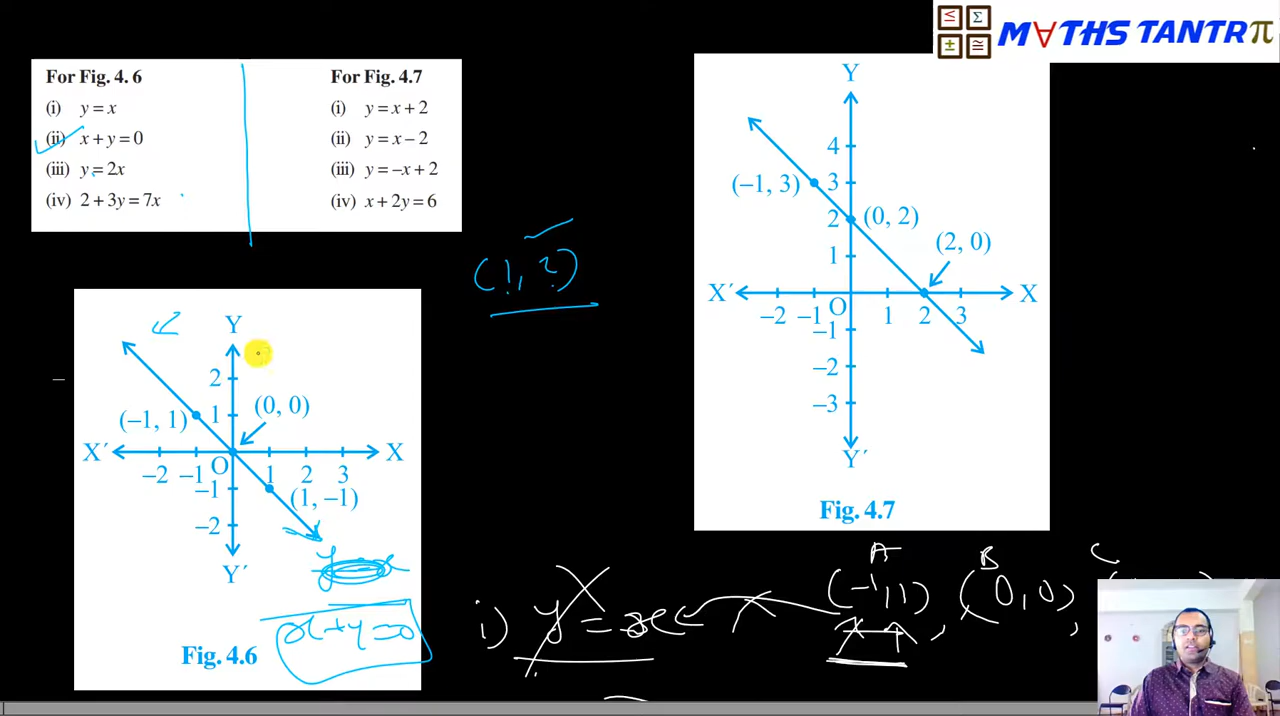 M∀THS TANTRπ
≤ Σ
± ÷
For Fig. 4. 6
(i) y = x
(ii) x + y = 0
(iii) y = 2x
(iv) 2 + 3y = 7x
For Fig. 4.7
(i) y = x + 2
(ii) y = x – 2
(iii) y = –x + 2
(iv) x + 2y = 6
(1, ?)
Y
4
3
2
1
(–1, 3)
(0, 2)
(2, 0)
X′
O
X
–2 –1 1 2 3
–1
–2
–3
Y′
Fig. 4.7
Y
2
1
(–1, 1)
(0, 0)
X′
O
X
–2 –1 1 2 3
–1
–2
(1, –1)
Y′
x+y=0
Fig. 4.6
i) y = x
A B C
(-1,1), (0,0),